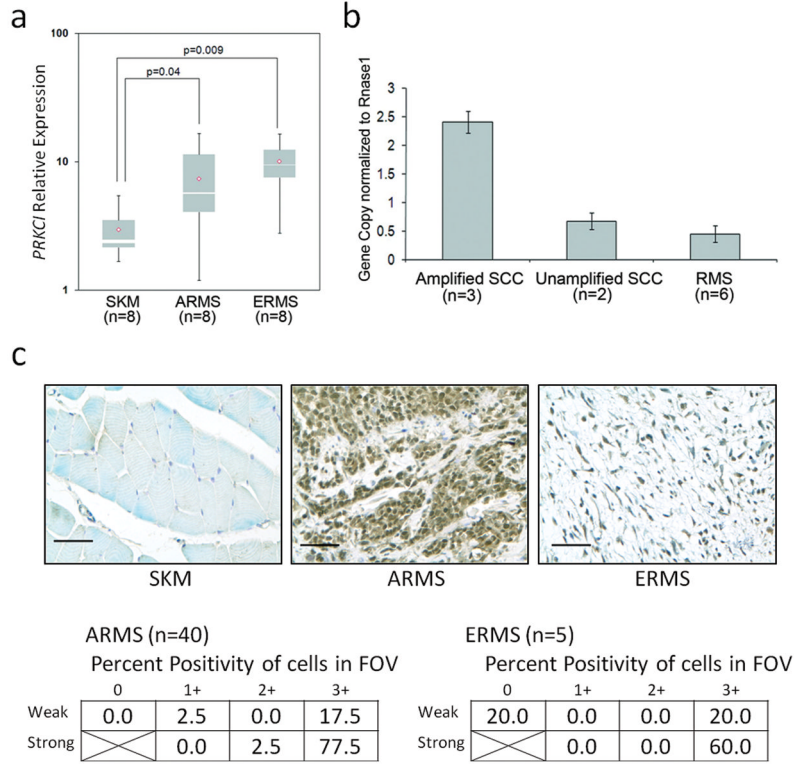 a
PRKCI Relative Expression
100
10
1
p=0.009
p=0.04
SKM
(n=8)
ARMS
(n=8)
ERMS
(n=8)
b
Gene Copy normalized to Rnase1
3
2.5
2
1.5
1
0.5
0
Amplified SCC
(n=3)
Unamplified SCC
(n=2)
RMS
(n=6)
c
SKM
ARMS
ERMS
ARMS (n=40)
Percent Positivity of cells in FOV
0 1+ 2+ 3+
Weak 0.0 2.5 0.0 17.5
Strong 0.0 2.5 77.5
ERMS (n=5)
Percent Positivity of cells in FOV
0 1+ 2+ 3+
Weak 20.0 0.0 0.0 20.0
Strong 0.0 0.0 60.0